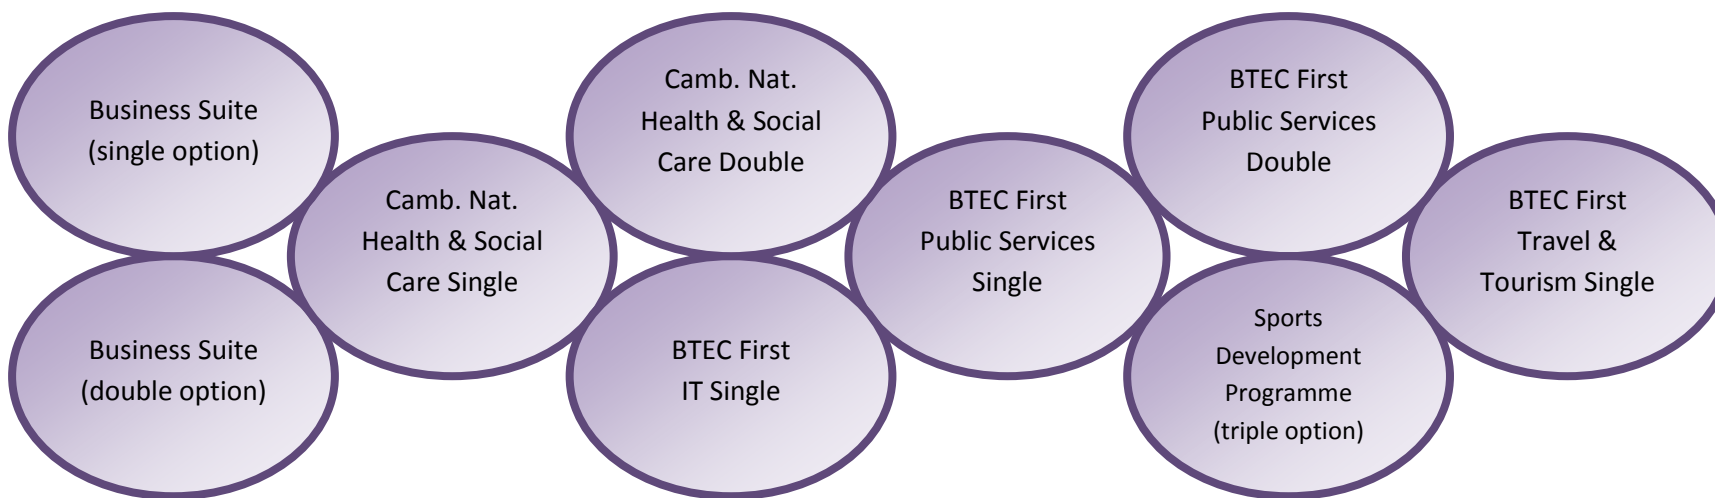 Business Suite
(single option)
Business Suite
(double option)
Camb. Nat.
Health & Social
Care Single
Camb. Nat.
Health & Social
Care Double
BTEC First
IT Single
BTEC First
Public Services
Single
BTEC First
Public Services
Double
Sports
Development
Programme
(triple option)
BTEC First
Travel &
Tourism Single